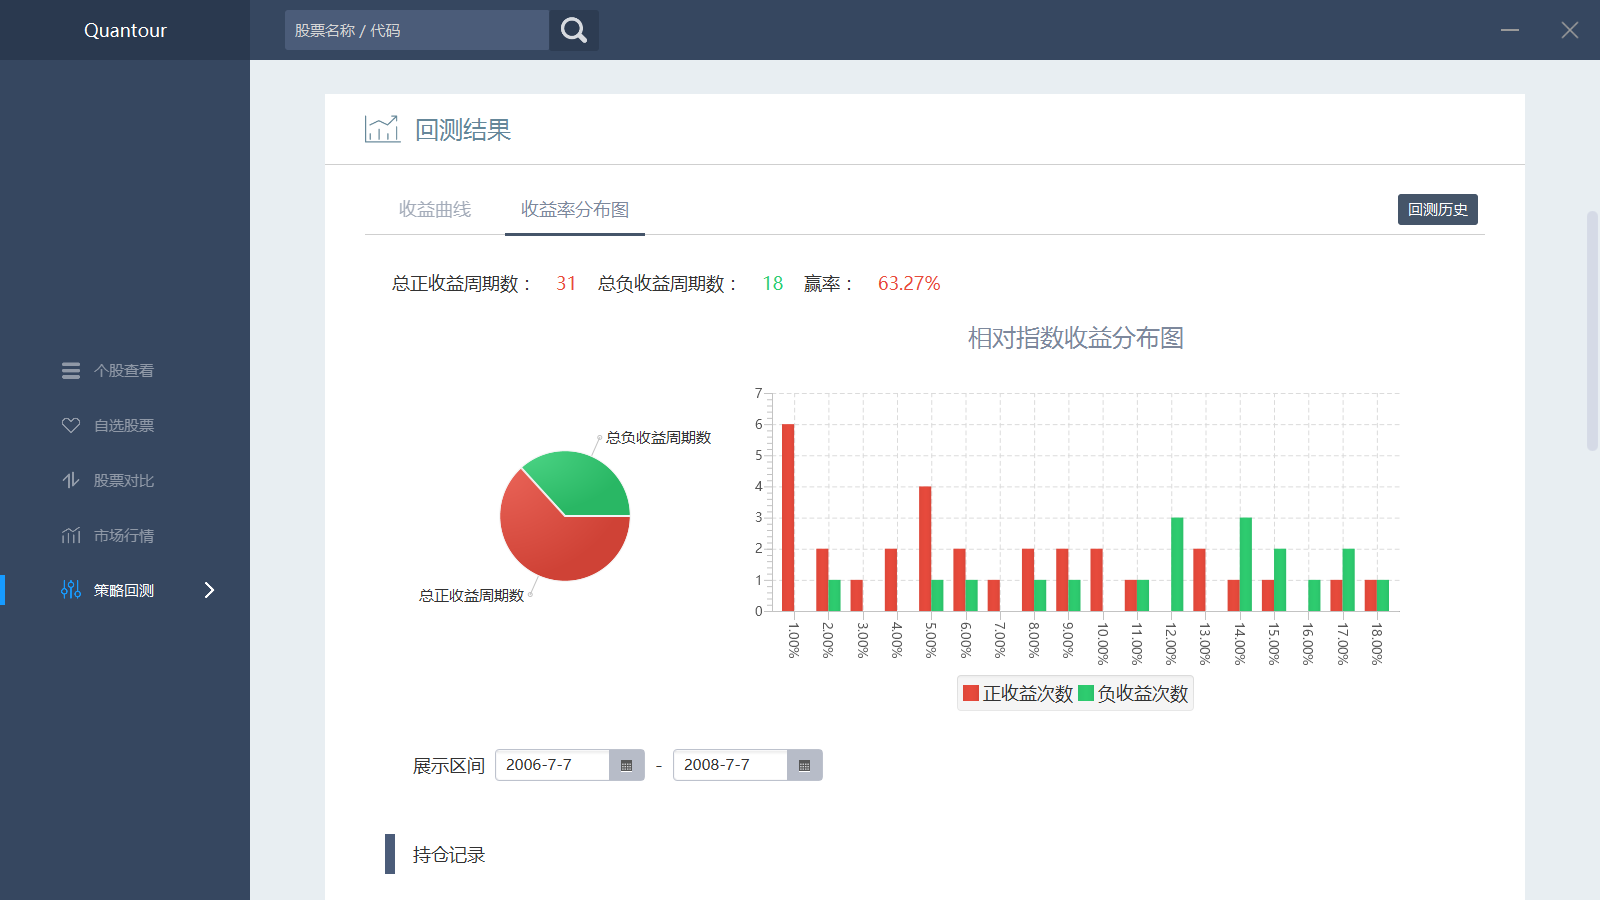 Quantour
股票名称 / 代码
回测结果
收益曲线
收益率分布图
回测历史
总正收益周期数： 31 总负收益周期数： 18 赢率： 63.27%
相对指数收益分布图
个股查看
自选股票
股票对比
市场行情
策略回测
总负收益周期数
总正收益周期数
7
6
5
4
3
2
1
0
1.00%
2.00%
3.00%
4.00%
5.00%
6.00%
7.00%
8.00%
9.00%
10.00%
11.00%
12.00%
13.00%
14.00%
15.00%
16.00%
17.00%
18.00%
正收益次数 负收益次数
展示区间 2006-7-7 - 2008-7-7
持仓记录